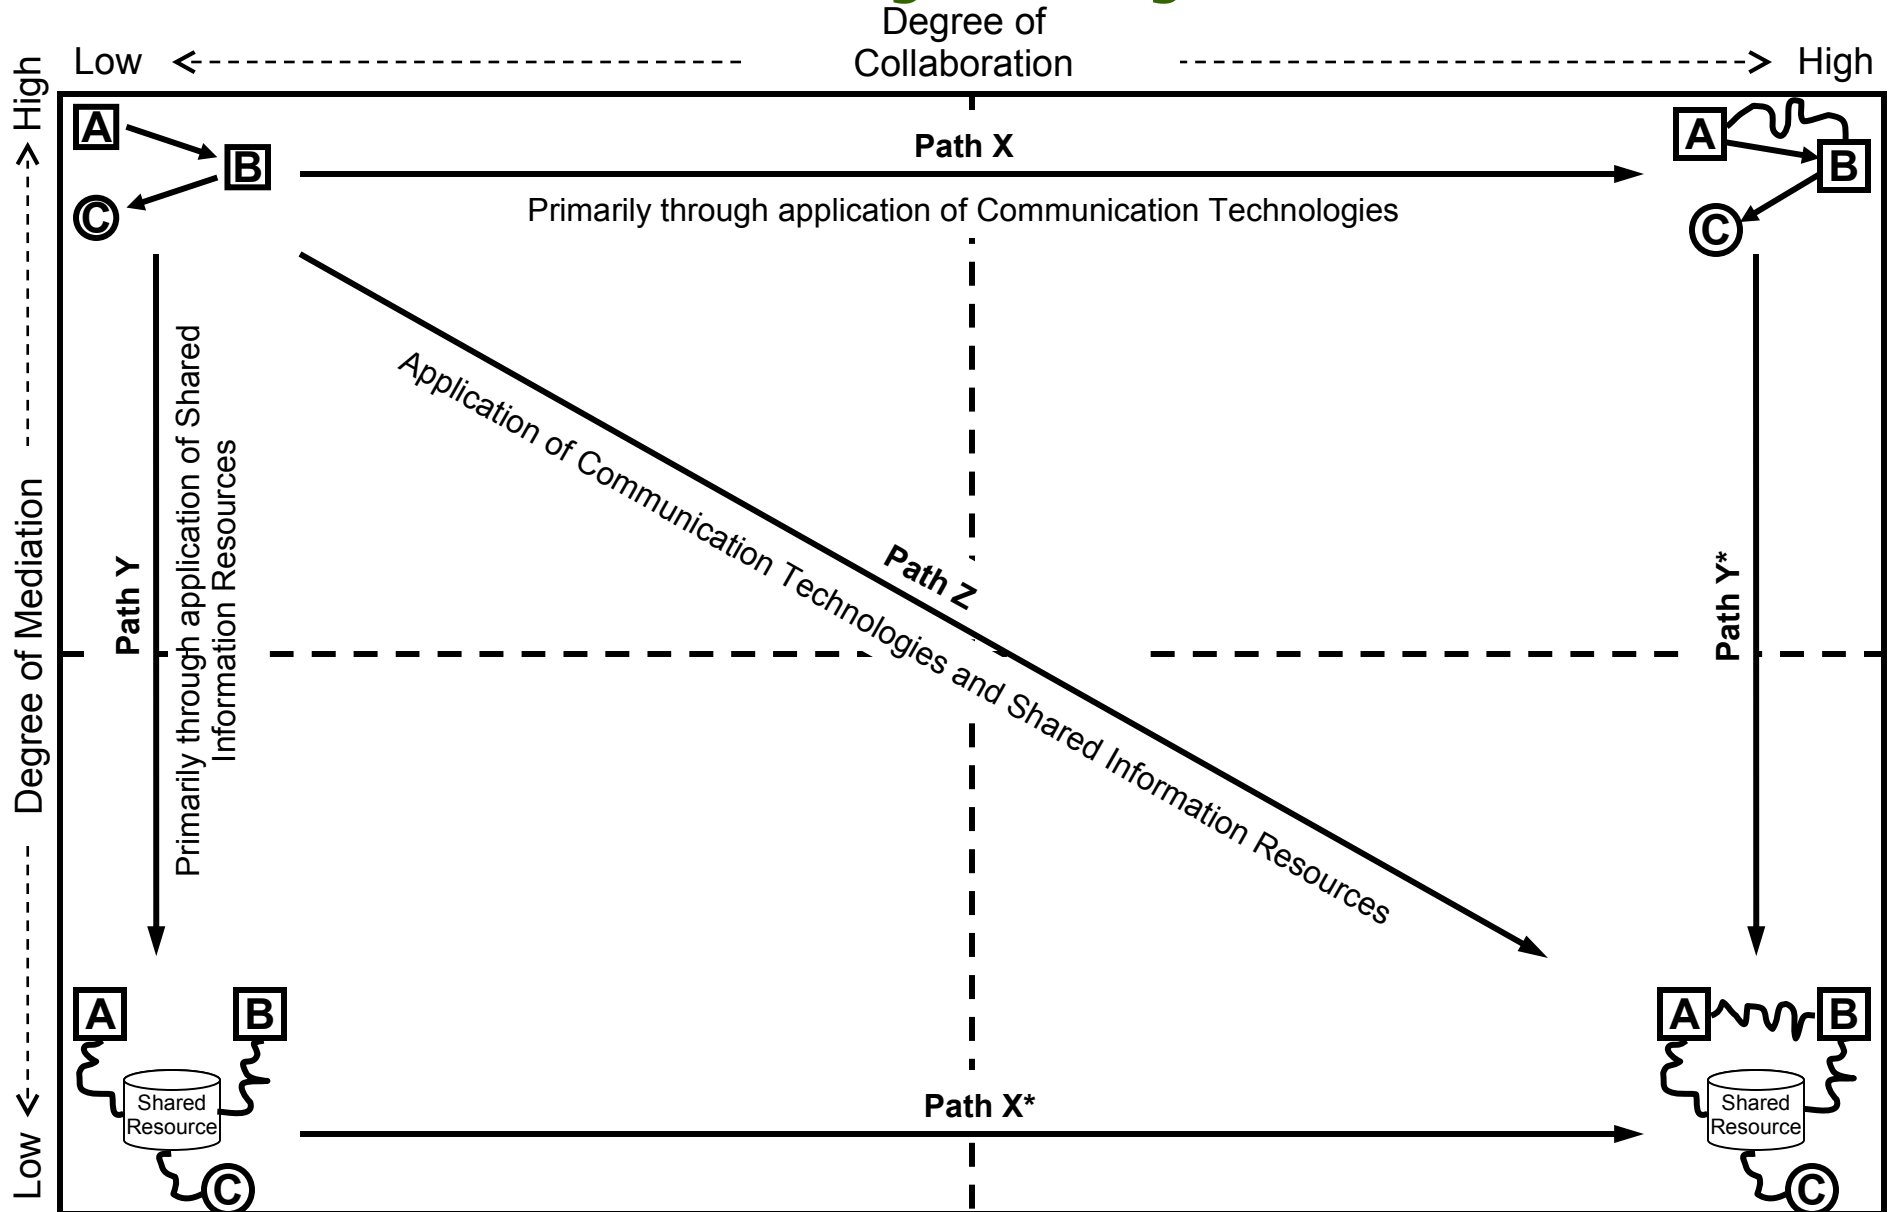 Degree of
Collaboration
Low
High
High
Degree of Mediation
Low
A
B
C
Path X
Primarily through application of Communication Technologies
A
B
C
Path Y
Primarily through application of Shared
Information Resources
Path Z
Application of Communication Technologies and Shared Information Resources
Path Y*
A
B
Shared
Resource
C
Path X*
A
B
Shared
Resource
C